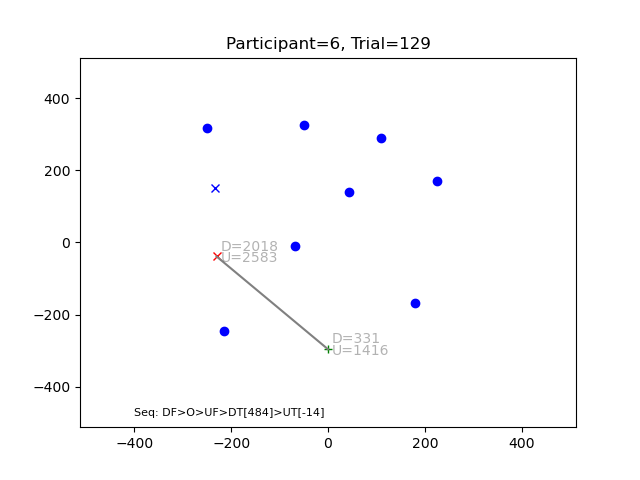 Participant=6, Trial=129
400
200
0
−200
−400
D=2018
U=2583
D=331
U=1416
Seq: DF>O>UF>DT[484]>UT[-14]
−400
−200
0
200
400